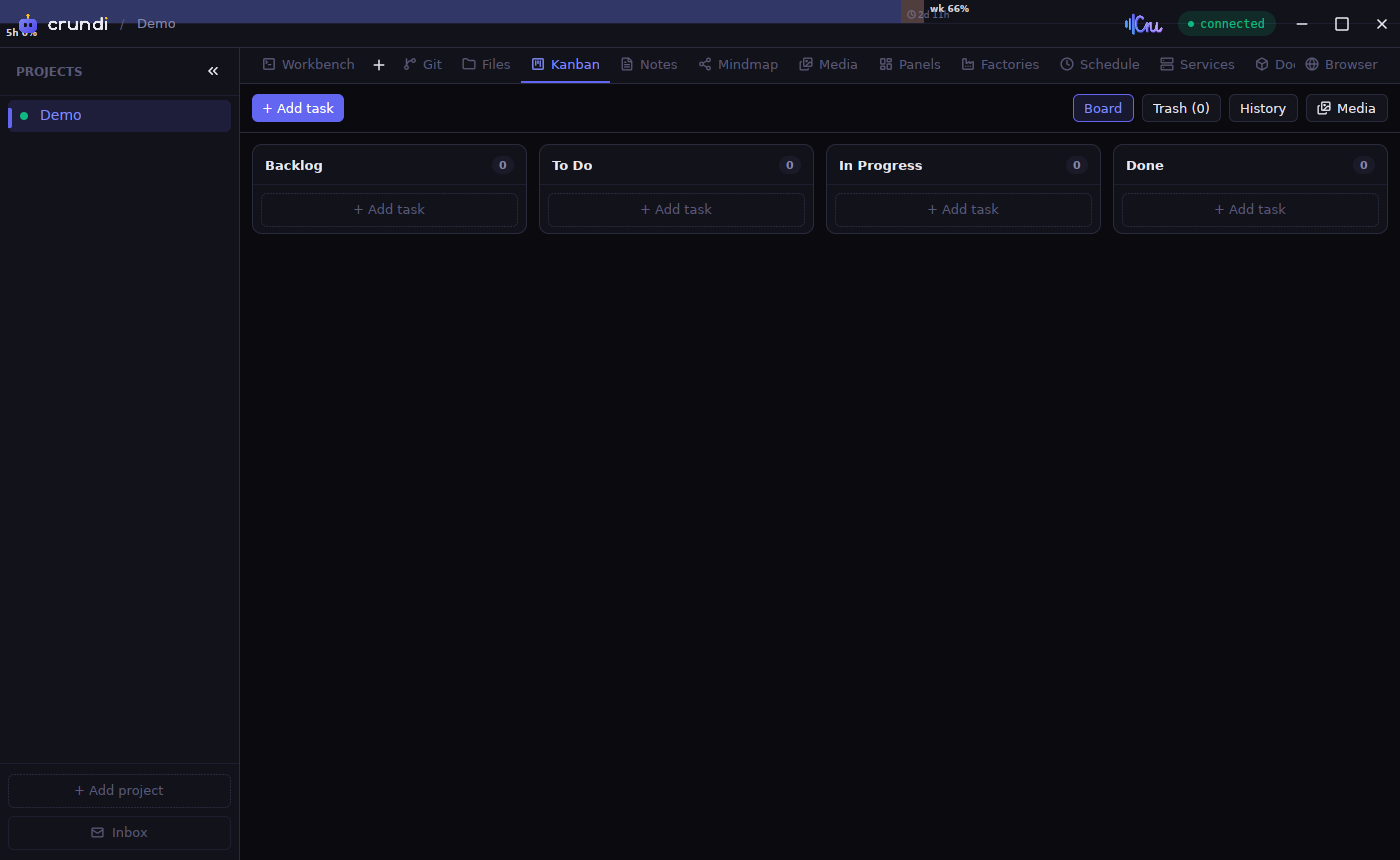 wk 66%
2d 11h
5h 6%
crundi / Demo
Cru
connected
PROJECTS
Workbench
Git
Files
Kanban
Notes
Mindmap
Media
Panels
Factories
Schedule
Services
Browser
Demo
+ Add task
Board
Trash (0)
History
Media
Backlog 0
To Do 0
In Progress 0
Done 0
+ Add task
+ Add task
+ Add task
+ Add task
+ Add project
Inbox